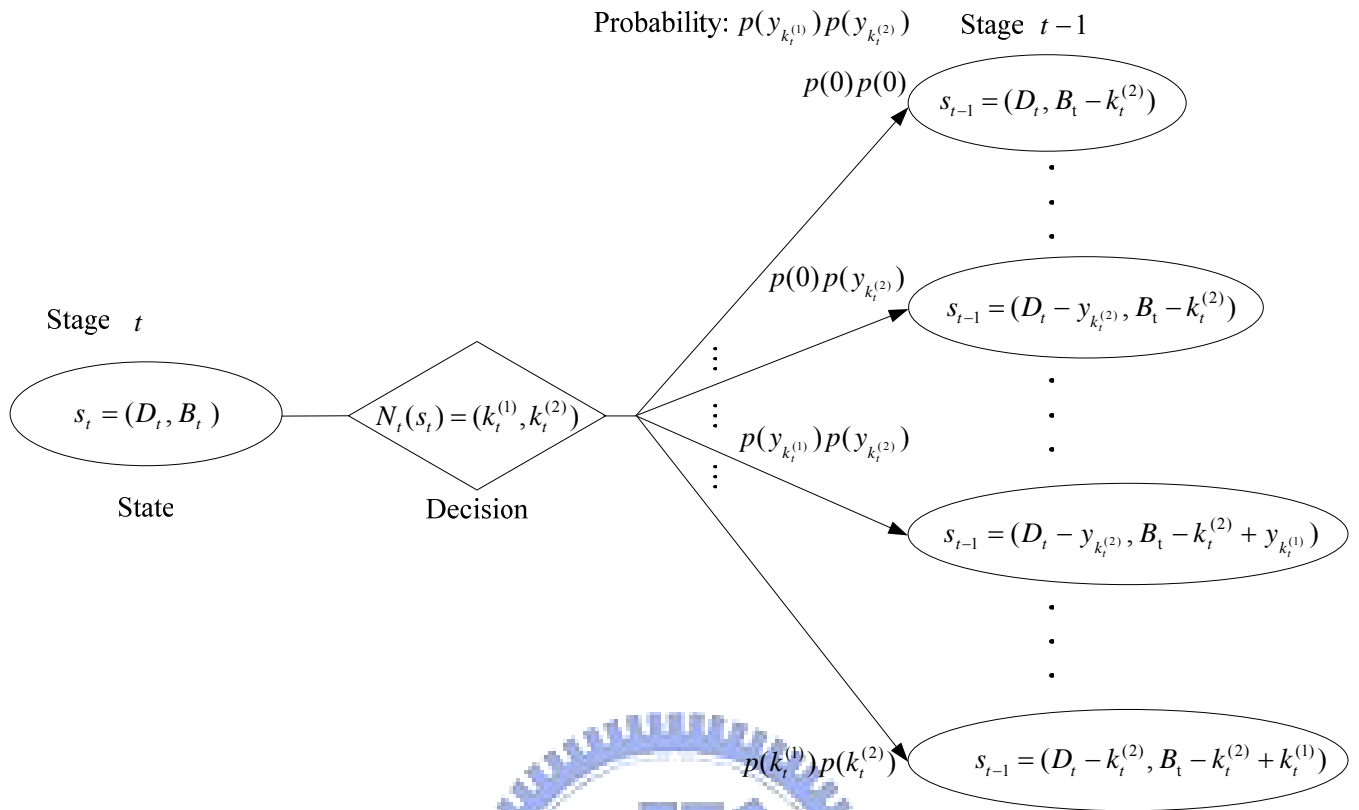 Probability: $p(y_{k_t^{(1)}})p(y_{k_t^{(2)}})$
Stage $t-1$
$p(0)p(0)$
$s_{t-1}=(D_t, B_t-k_t^{(2)})$
$p(0)p(y_{k_t^{(2)}})$
$s_{t-1}=(D_t-y_{k_t^{(2)}}, B_t-k_t^{(2)})$
Stage $t$
$s_t=(D_t, B_t)$
$N_t(s_t)=(k_t^{(1)}, k_t^{(2)})$
$p(y_{k_t^{(1)}})p(y_{k_t^{(2)}})$
State
Decision
$s_{t-1}=(D_t-y_{k_t^{(2)}}, B_t-k_t^{(2)}+y_{k_t^{(1)}})$
$p(k_t^{(1)})p(k_t^{(2)})$
$s_{t-1}=(D_t-k_t^{(2)}, B_t-k_t^{(2)}+k_t^{(1)})$